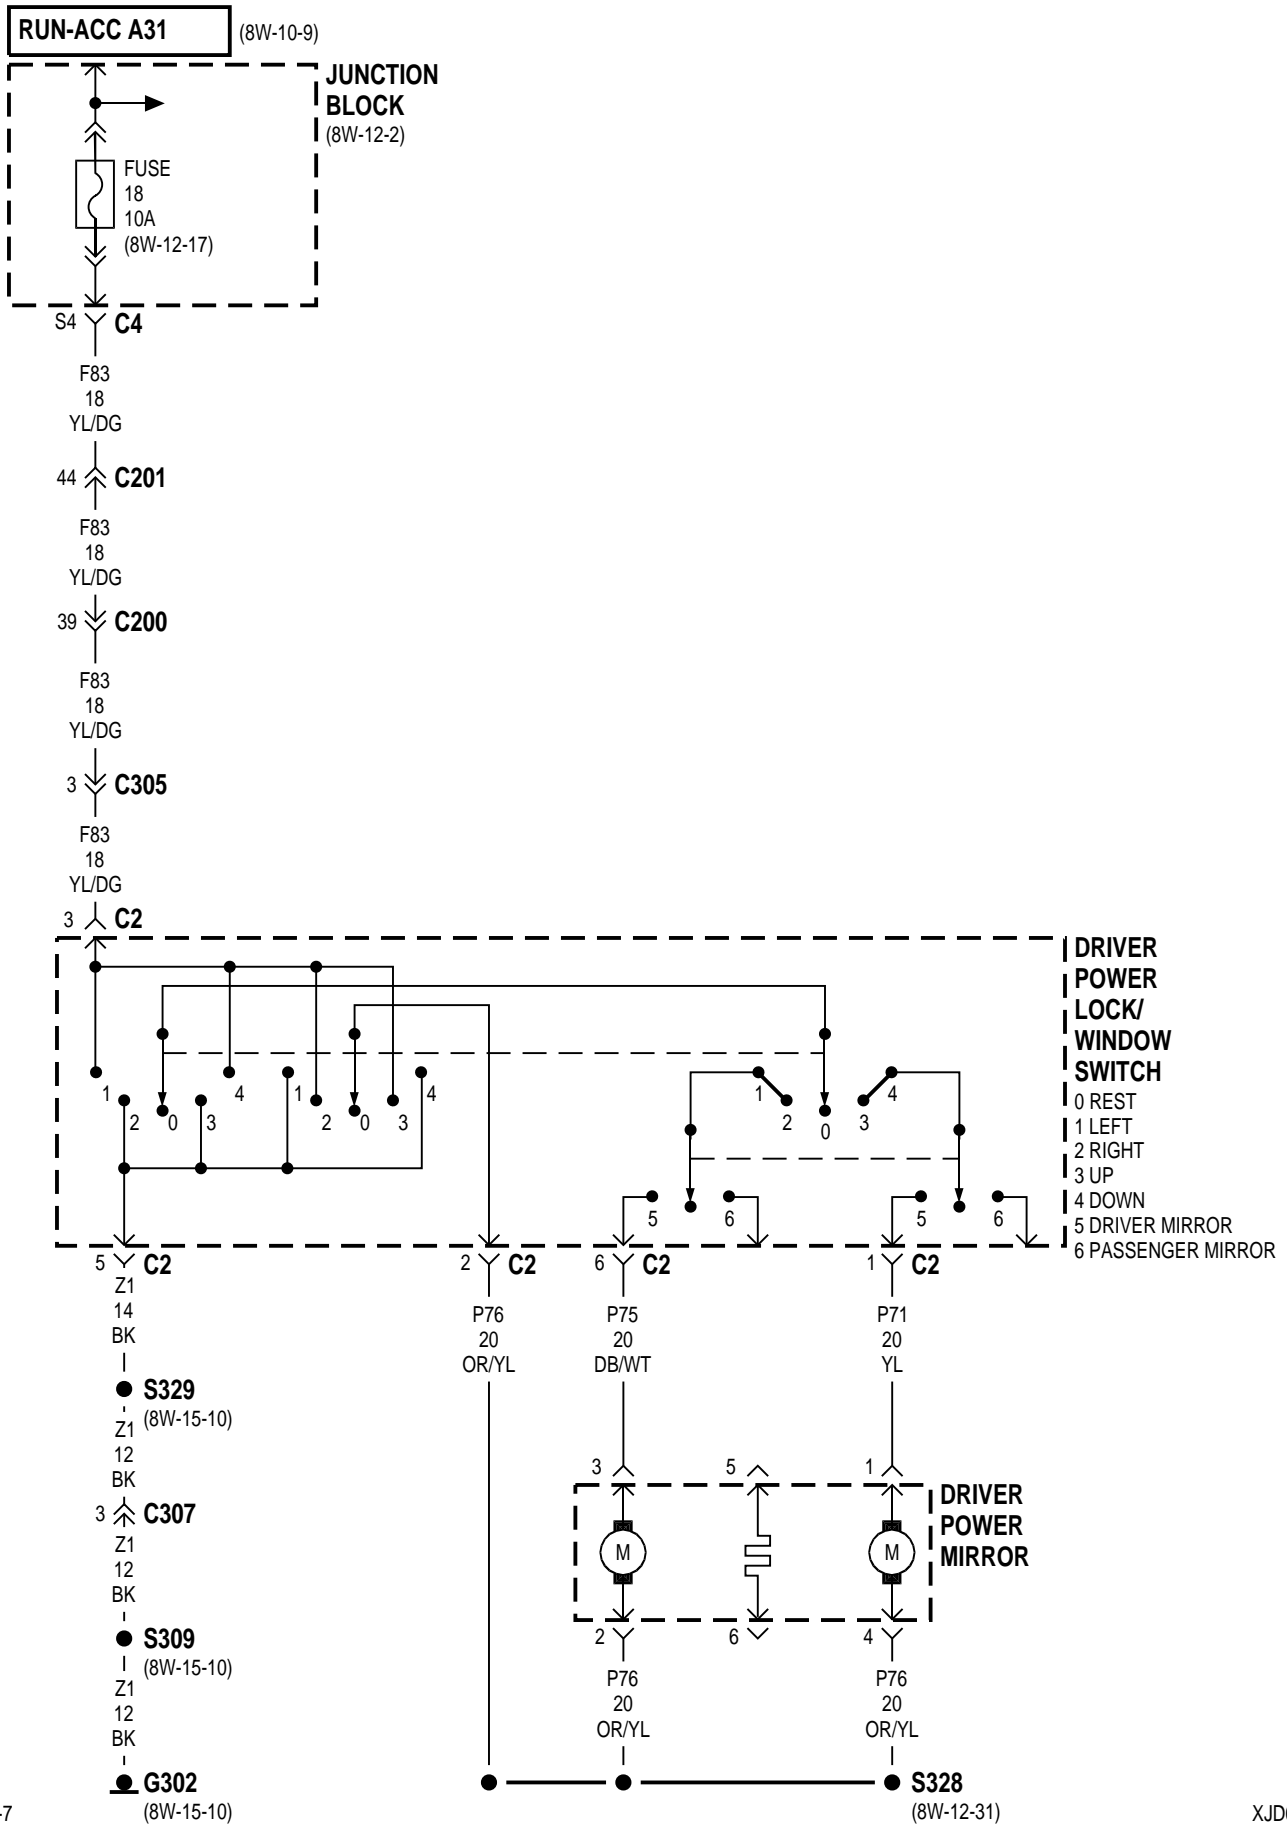 RUN-ACC A31 (8W-10-9)
JUNCTION
BLOCK
(8W-12-2)
FUSE
18
10A
(8W-12-17)
S4 C4
F83
18
YL/DG
44 C201
F83
18
YL/DG
39 C200
F83
18
YL/DG
3 C305
F83
18
YL/DG
3 C2
DRIVER
POWER
LOCK/
WINDOW
SWITCH
0 REST
1 LEFT
2 RIGHT
3 UP
4 DOWN
5 DRIVER MIRROR
6 PASSENGER MIRROR
1 4 1 4 1 4
2 0 3 2 0 3 2 0 3
5 6 5 6
5 C2 2 C2 6 C2 1 C2
Z1
14
BK
P76
20
OR/YL
P75
20
DB/WT
P71
20
YL
S329
(8W-15-10)
Z1
12
BK
3 5 1
3 C307
DRIVER
POWER
MIRROR
M M
Z1
12
BK
2 6 4
S309
(8W-15-10)
Z1
12
BK
P76
20
OR/YL
P76
20
OR/YL
G302
(8W-15-10)
S328
(8W-12-31)
-7